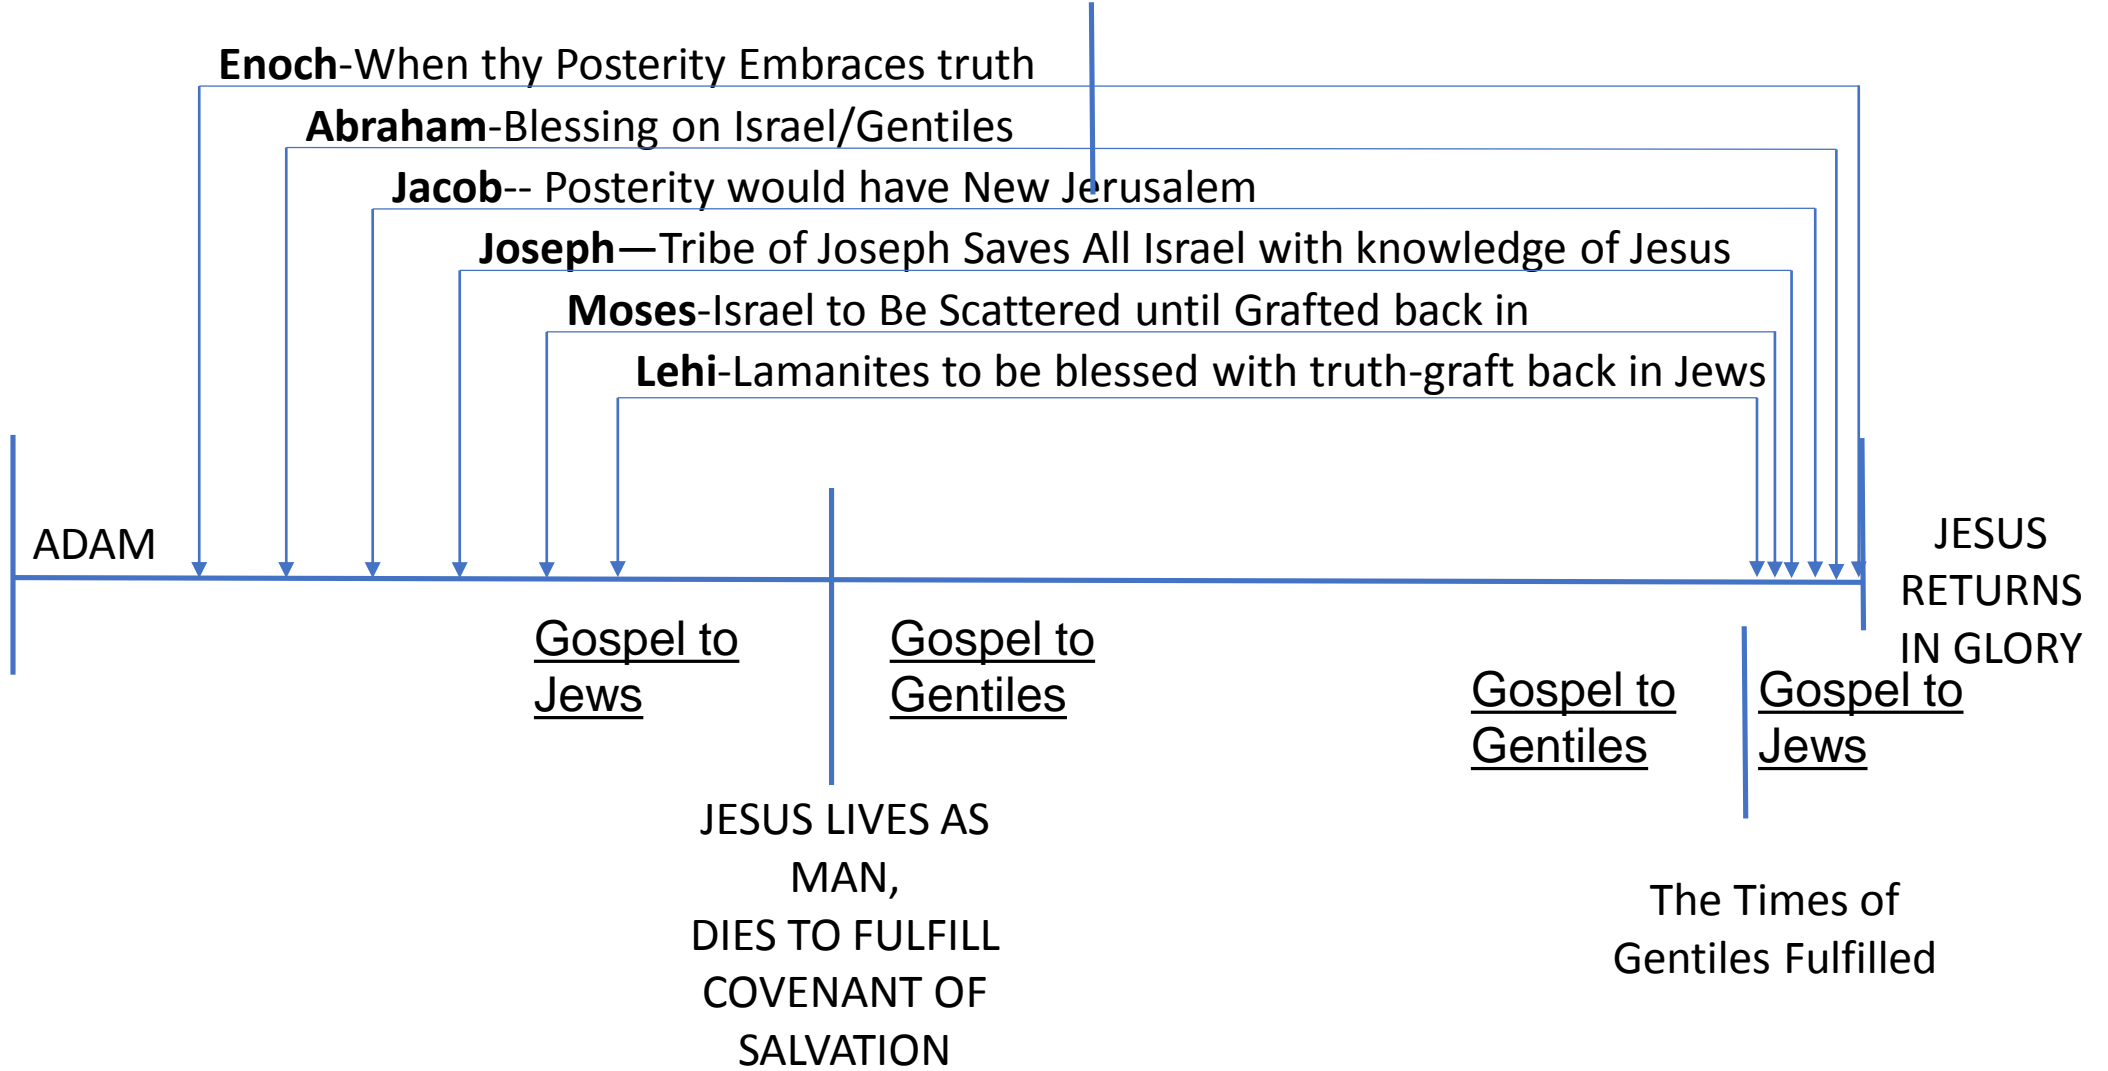 Enoch-When thy Posterity Embraces truth
Abraham-Blessing on Israel/Gentiles
Jacob-- Posterity would have New Jerusalem
Joseph—Tribe of Joseph Saves All Israel with knowledge of Jesus
Moses-Israel to Be Scattered until Grafted back in
Lehi-Lamanites to be blessed with truth-graft back in Jews
ADAM
JESUS
RETURNS
IN GLORY
Gospel to
Jews
Gospel to
Gentiles
Gospel to
Gentiles
Gospel to
Jews
JESUS LIVES AS
MAN,
DIES TO FULFILL
COVENANT OF
SALVATION
The Times of
Gentiles Fulfilled